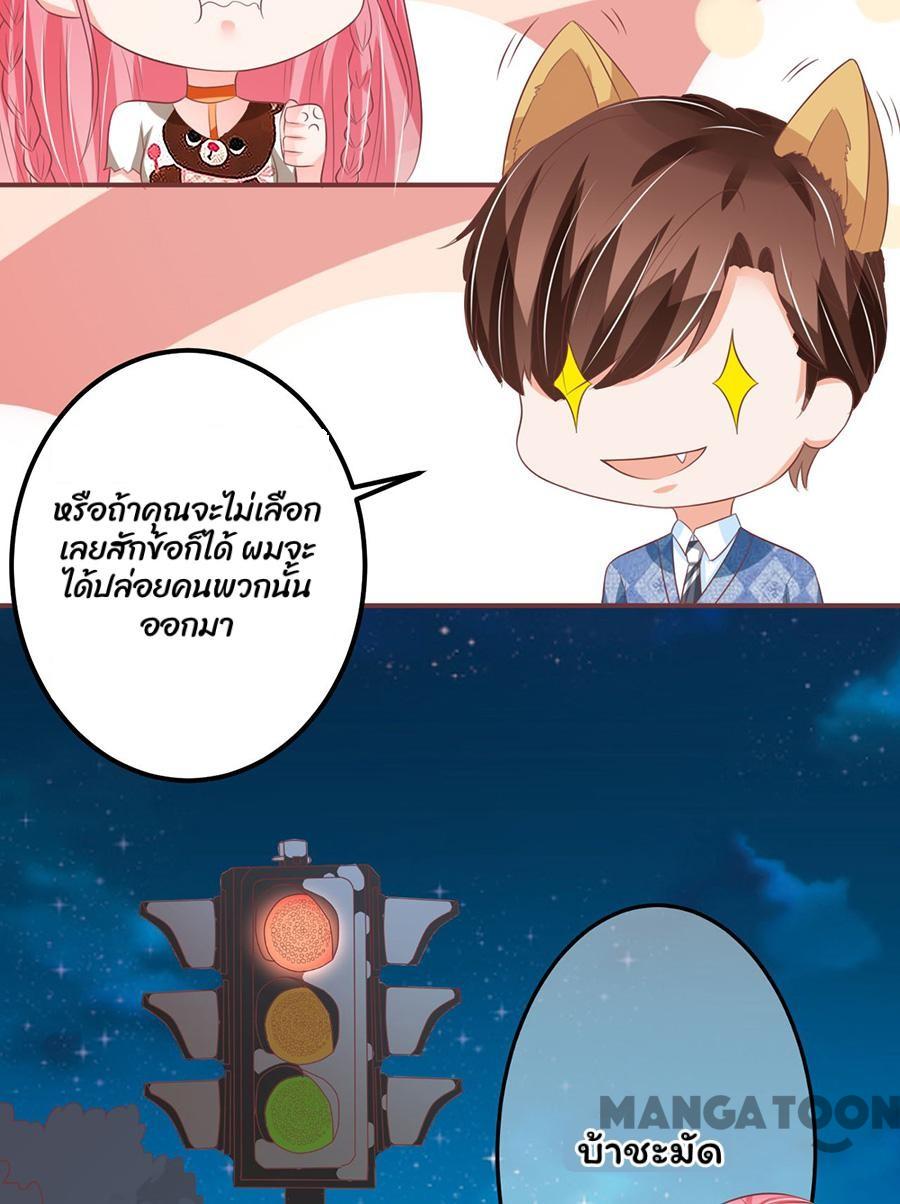 หรือถ้าคุณจะไม่เลือก
เลยสักข้อก็ได้ ผมจะ
ได้ปล่อยคนพวกนั้น
ออกมา
MANGATOON
บ้าชะมัด